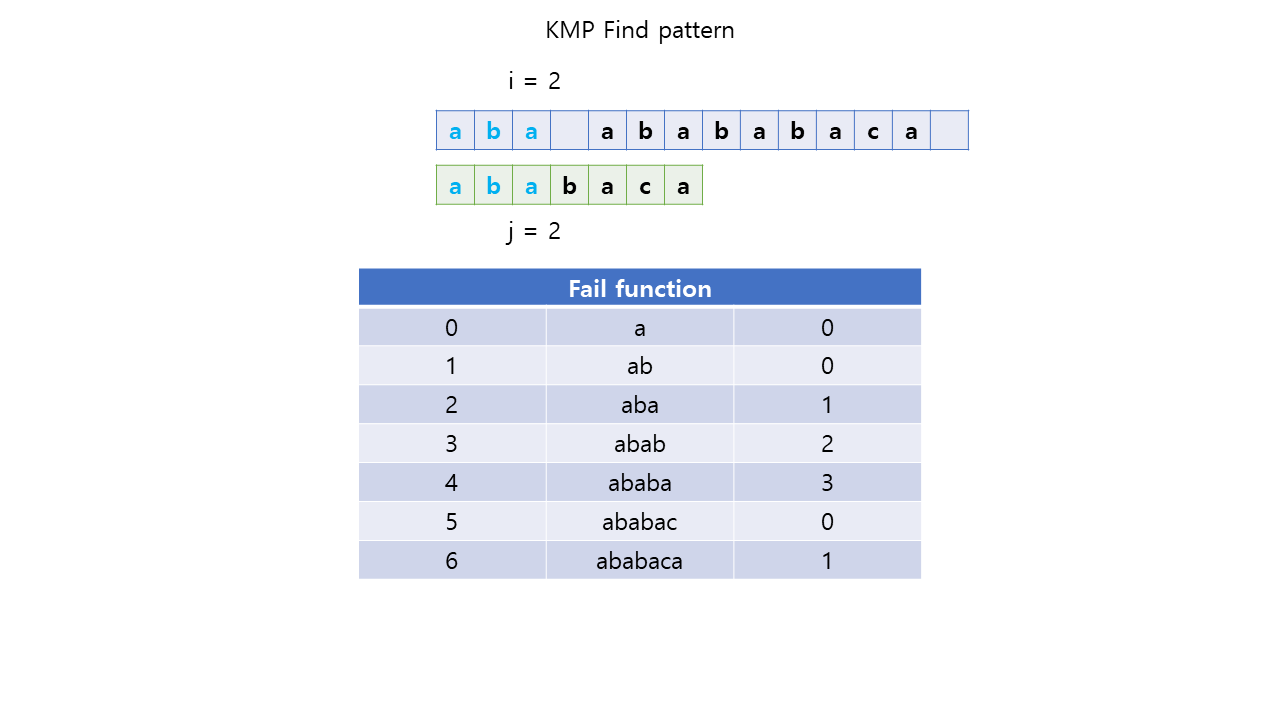 KMP Find pattern
i = 2
a b a a b a b a b a c a
a b a b a c a
j = 2
Fail function
0 a 0
1 ab 0
2 aba 1
3 abab 2
4 ababa 3
5 ababac 0
6 ababaca 1